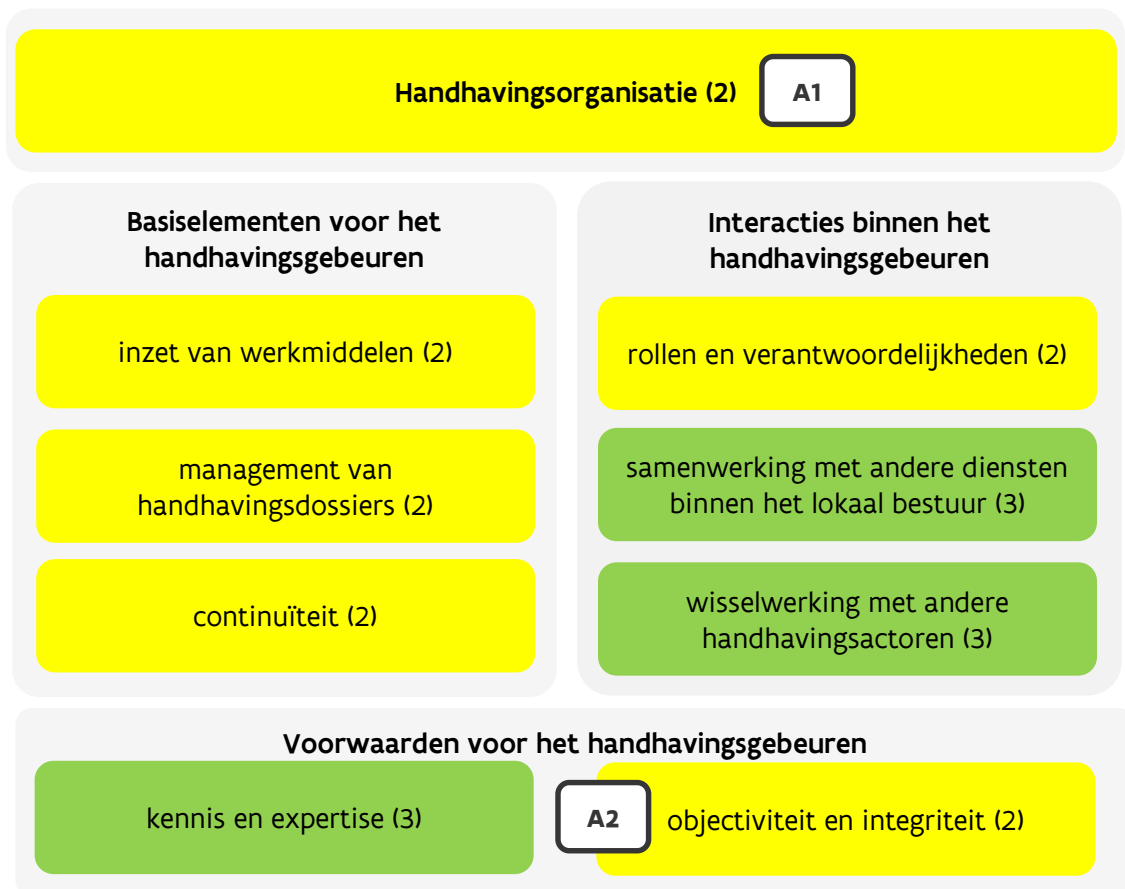 Handhavingsorganisatie (2)
A1
Basiselementen voor het
handhavingsgebeuren
inzet van werkmiddelen (2)
management van
handhavingsdossiers (2)
continuïteit (2)
Interacties binnen het
handhavingsgebeuren
rollen en verantwoordelijkheden (2)
samenwerking met andere diensten
binnen het lokaal bestuur (3)
wisselwerking met andere
handhavingsactoren (3)
Voorwaarden voor het handhavingsgebeuren
kennis en expertise (3)
A2
objectiviteit en integriteit (2)